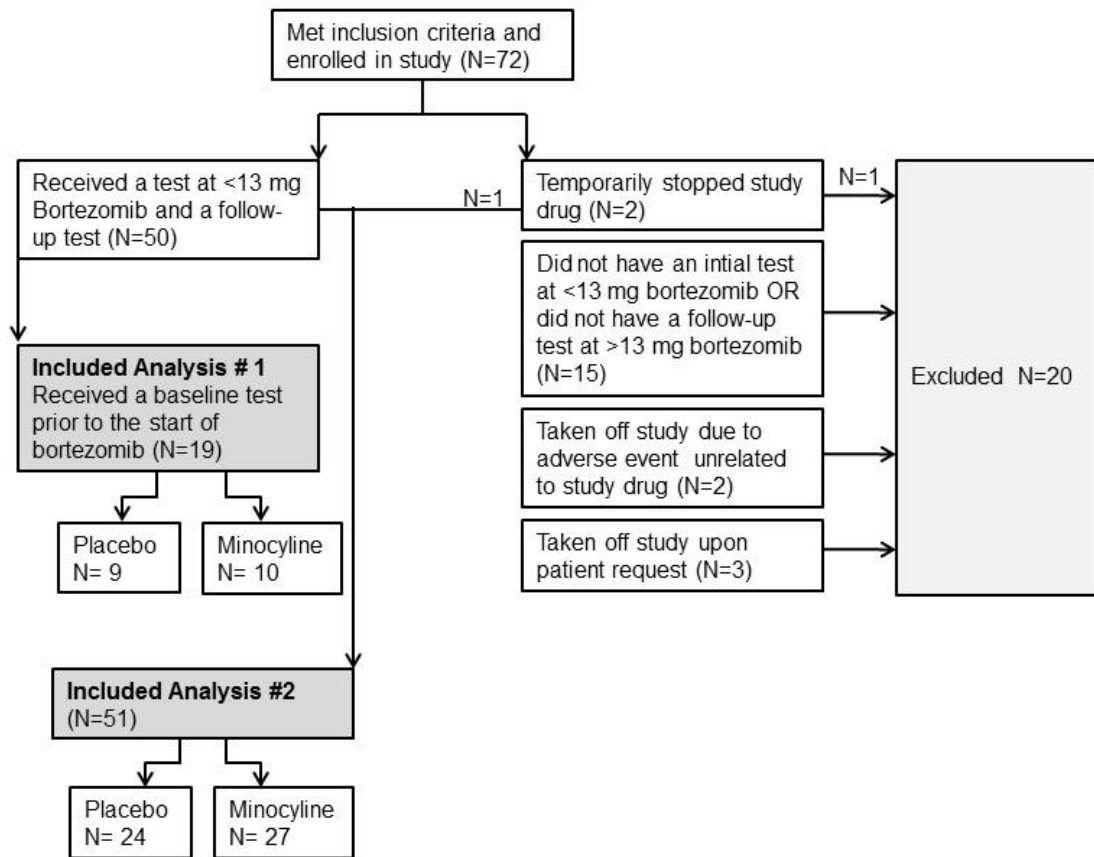 Met inclusion criteria and
enrolled in study (N=72)
Received a test at <13 mg
Bortezomib and a follow-
up test (N=50)
N=1
Temporarily stopped study
drug (N=2)
N=1
Did not have an intial test
at <13 mg bortezomib OR
did not have a follow-up
test at >13 mg bortezomib
(N=15)
Taken off study due to
adverse event unrelated
to study drug (N=2)
Taken off study upon
patient request (N=3)
Excluded N=20
Included Analysis # 1
Received a baseline test
prior to the start of
bortezomib (N=19)
Placebo
N= 9
Minocyline
N= 10
Included Analysis #2
(N=51)
Placebo
N= 24
Minocyline
N= 27